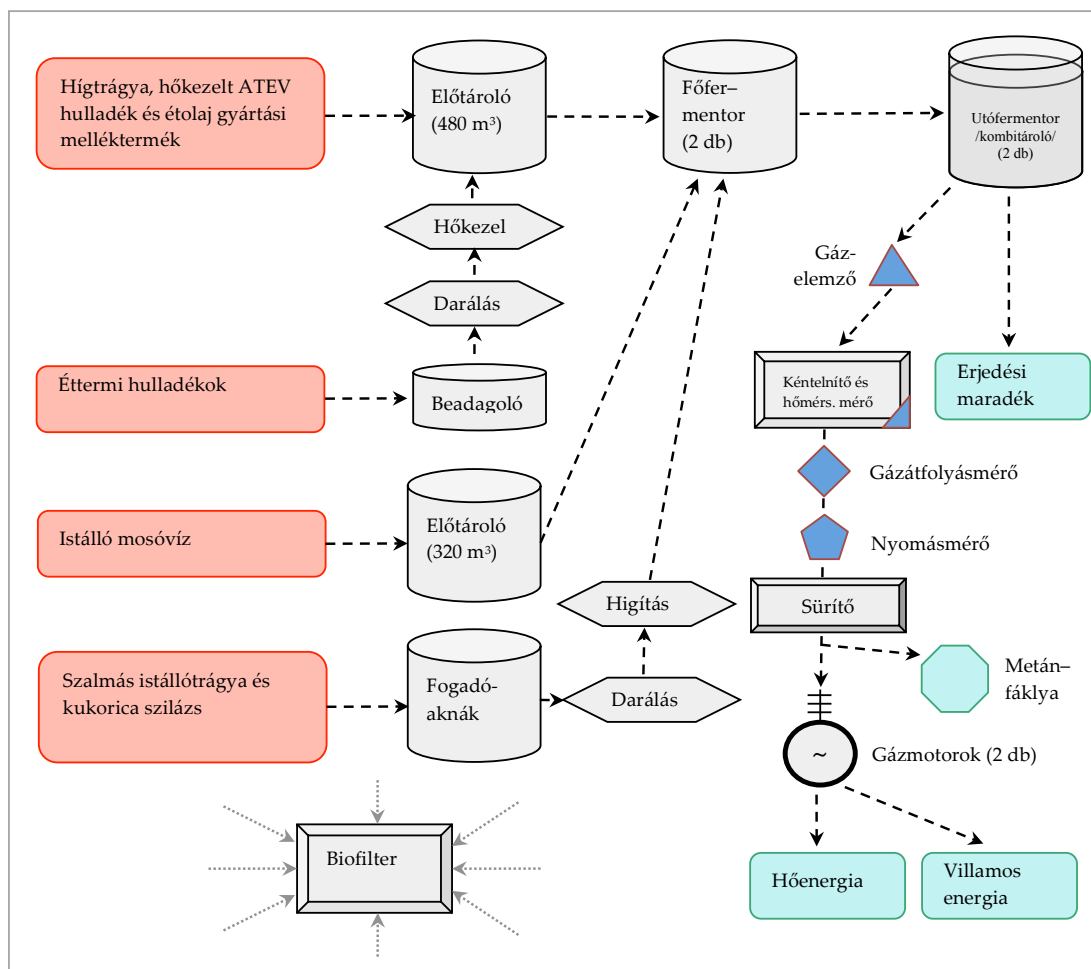 Hígtrágya, hőkezelt ATEV
hulladék és étolaj gyártási
melléktermék
Előtároló
(480 m³)
Főfer–
mentor
(2 db)
Utófermentor
/kombitároló/
(2 db)
Hőkezel
Gáz-
elemző
Darálás
Éttermi hulladékok
Beadagoló
Kéntelnítő és
hőmérs. mérő
Erjedési
maradék
Gázátfolyásmérő
Istálló mosóvíz
Előtároló
(320 m³)
Nyomásmérő
Higítás
Sürítő
Szalmás istállótrágya és
kukorica szilázs
Fogadó-
aknák
Darálás
Metán–
fáklya
~
Gázmotorok (2 db)
Biofilter
Hőenergia
Villamos
energia